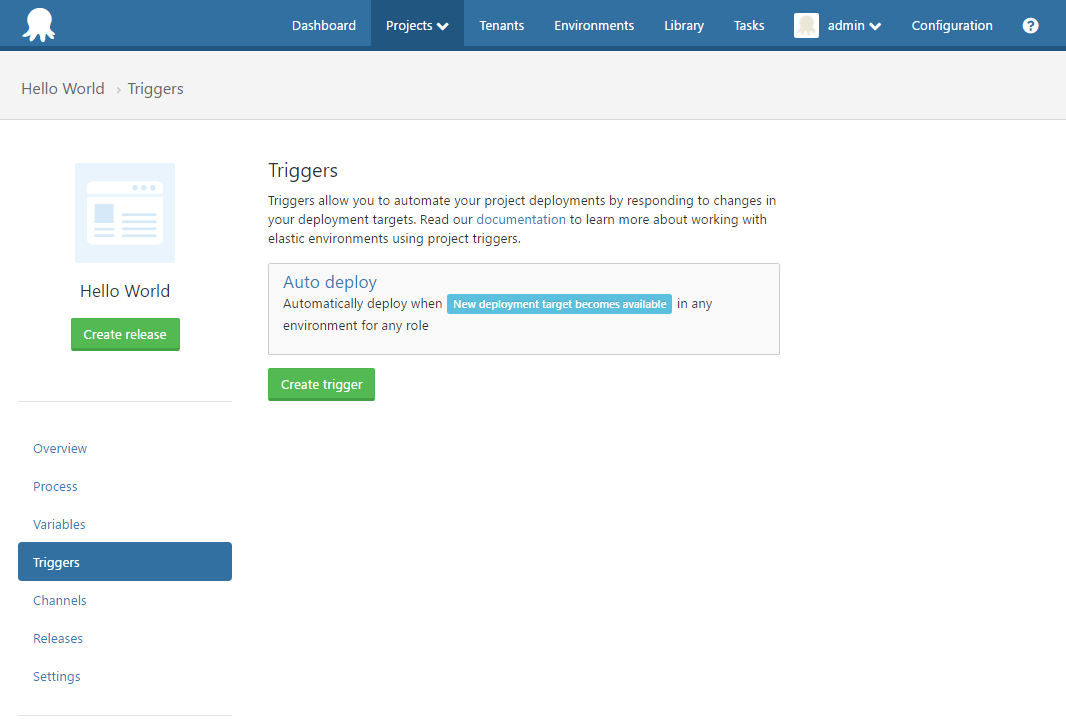 Dashboard Projects Tenants Environments Library Tasks admin Configuration ?
Hello World › Triggers
Hello World
Create release
Overview
Process
Variables
Triggers
Channels
Releases
Settings
Triggers
Triggers allow you to automate your project deployments by responding to changes in
your deployment targets. Read our documentation to learn more about working with
elastic environments using project triggers.
Auto deploy
Automatically deploy when New deployment target becomes available in any
environment for any role
Create trigger